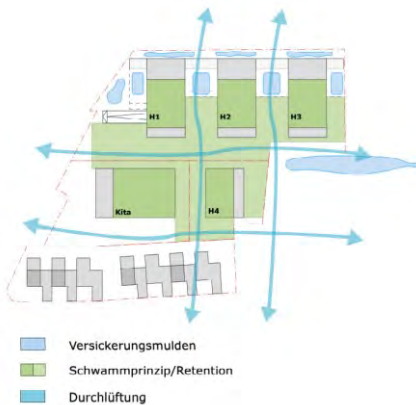 H1
H2
H3
Kita
H4
Versickerungsmulden
Schwammprinzip/Retention
Durchlüftung